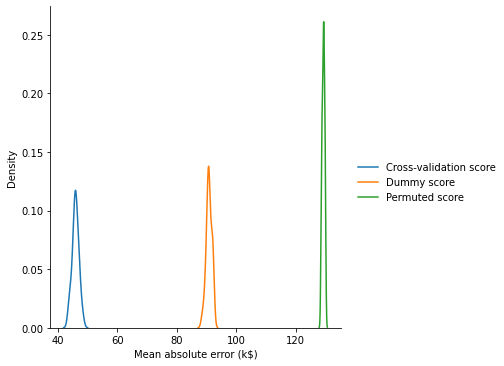 0.25
0.20
0.15
0.10
0.05
0.00
Density
40 60 80 100 120
Mean absolute error (k$)
Cross-validation score
Dummy score
Permuted score